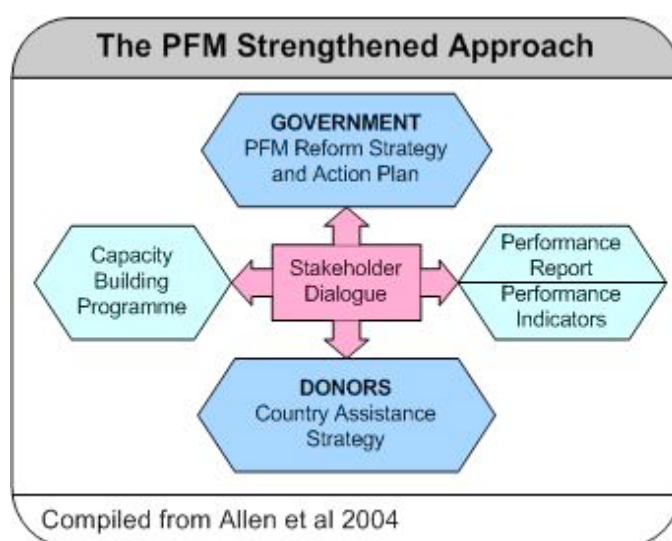 The PFM Strengthened Approach
GOVERNMENT
PFM Reform Strategy
and Action Plan
Capacity
Building
Programme
Stakeholder
Dialogue
Performance
Report
Performance
Indicators
DONORS
Country Assistance
Strategy
Compiled from Allen et al 2004